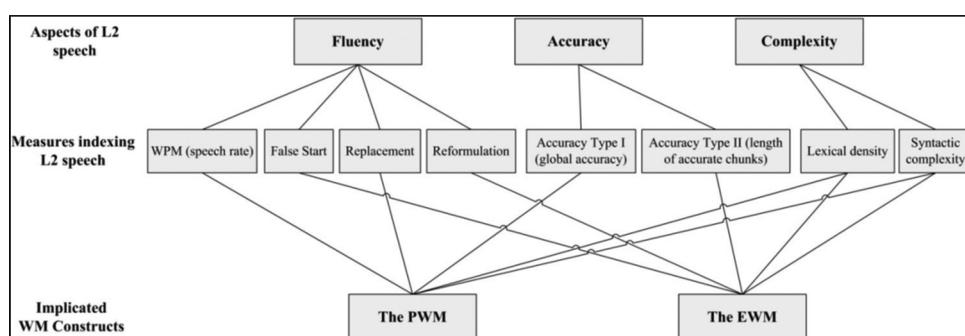 Aspects of L2
speech
Fluency
Accuracy
Complexity
Measures indexing
L2 speech
WPM (speech rate)
False Start
Replacement
Reformulation
Accuracy Type I
(global accuracy)
Accuracy Type II (length
of accurate chunks)
Lexical density
Syntactic
complexity
Implicated
WM Constructs
The PWM
The EWM